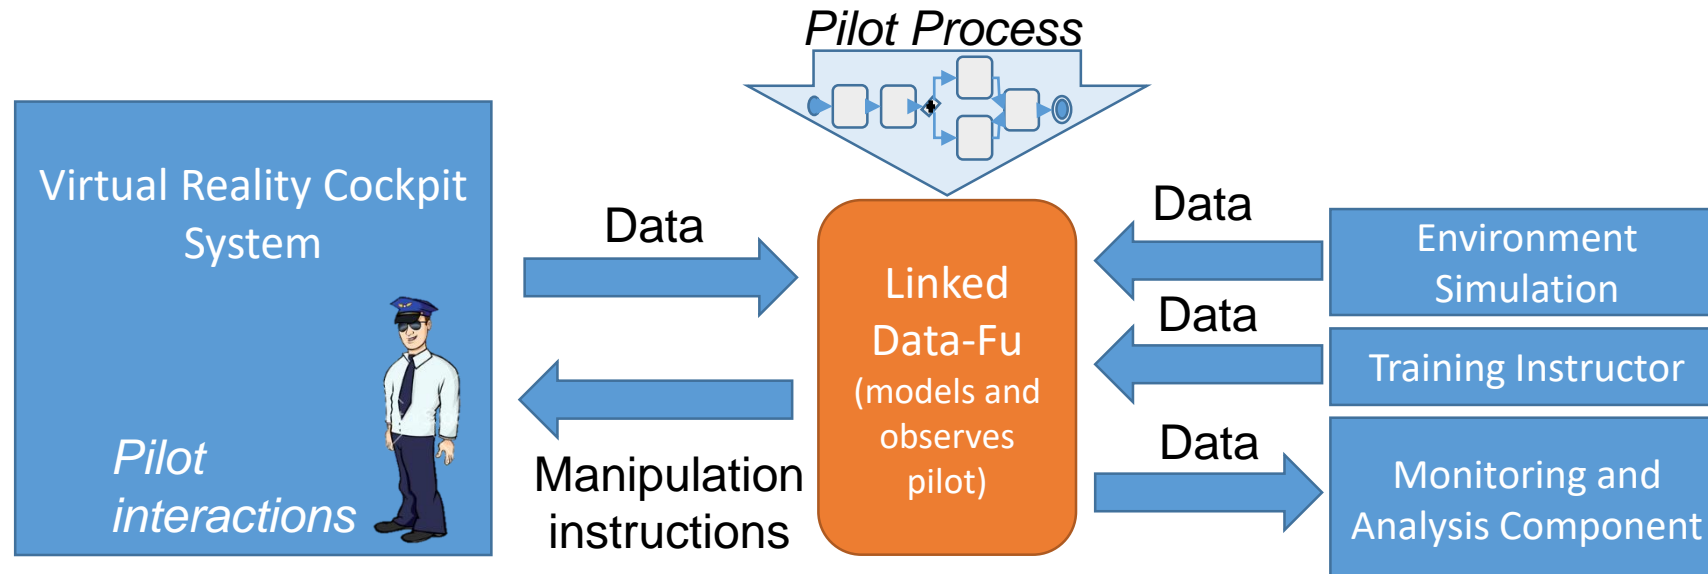 Pilot Process
Virtual Reality Cockpit
System
Pilot
interactions
Data
Manipulation
instructions
Linked
Data-Fu
(models and
observes
pilot)
Data
Data
Data
Environment
Simulation
Training Instructor
Monitoring and
Analysis Component